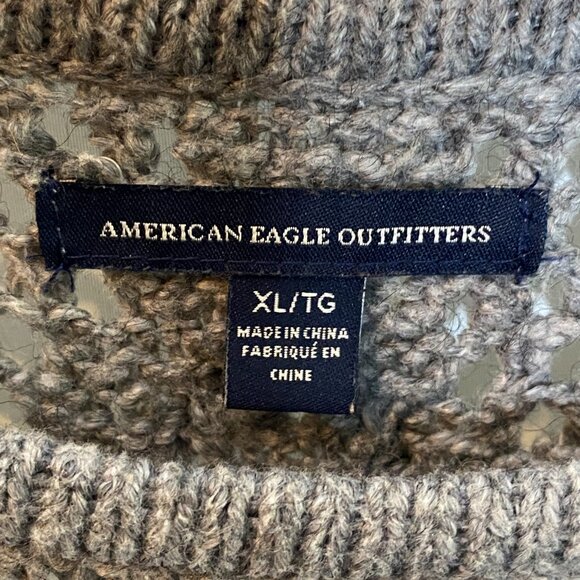 AMERICAN EAGLE OUTFITTERS
XL/TG
MADE IN CHINA
FABRIQUÉ EN
CHINE